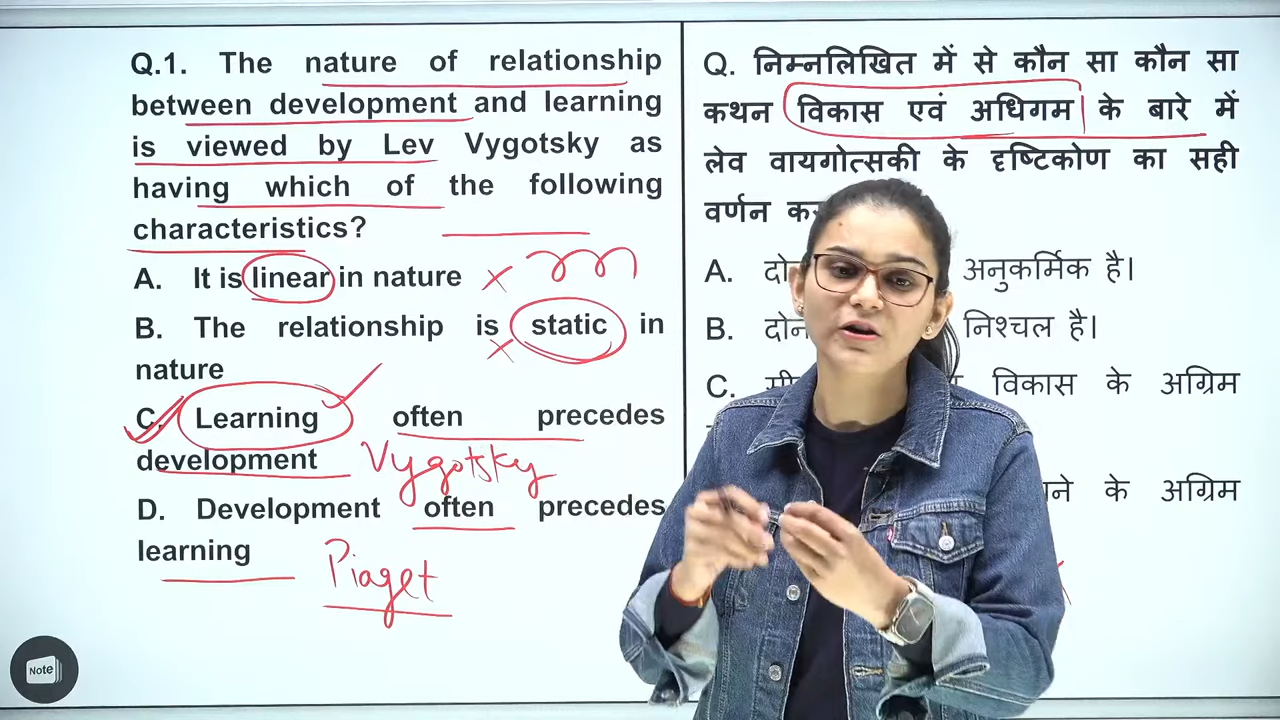 Q.1. The nature of relationship
between development and learning
is viewed by Lev Vygotsky as
having which of the following
characteristics?
A. It is linear in nature
B. The relationship is static in
nature
C. Learning often precedes
development Vygotsky
D. Development often precedes
learning
Piaget
Note
Q. निम्नलिखित में से कौन सा कौन सा
कथन विकास एवं अधिगम के बारे में
लेव वायगोत्सकी के दृष्टिकोण का सही
वर्णन
A. अनुकर्मिक है।
B. निश्चल है।
C. विकास के अग्रिम
के अग्रिम